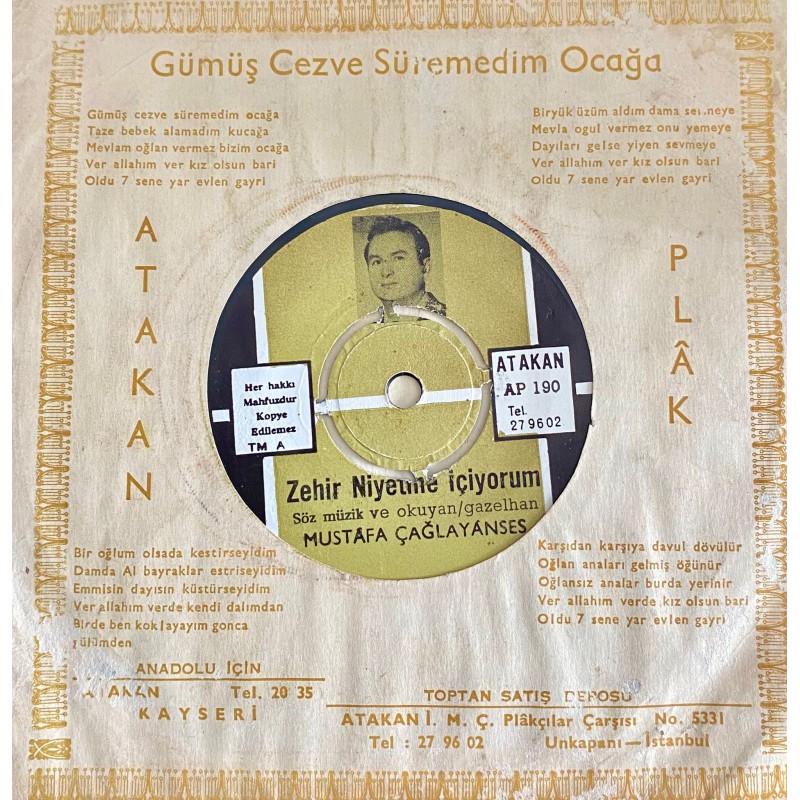 Gümüş Cezve Süremedim Ocağa
Gümüş cezve süremedim ocağa
Taze bebek alamadım kucağa
Mevlam oğlan vermez bizim ocağa
Ver allahım ver kız olsun bari
Oldu 7 sene yar evlen gayri
Biryük üzüm aldım dama
Mevla ogul vermez onu yemeye
Dayıları gelse yiyen sevmeye
Ver allahım ver kız olsun bari
Oldu 7 sene yar evlen gayri
ATAKAN
PLÂK
Her hakkı
Mahfuzdur
Kopye
Edilemez
TM A
ATAKAN
AP 190
Tel.
279602
Zehir Niyetine içiyorum
Söz müzik ve okuyan/gazelhan
MUSTAFA ÇAĞLAYANSES
Bir oğlum olsada kestirseyidim
Damda Al bayraklar estriseyidim
Emmisin dayısın küstürseyidim
Ver allahım verde kendi dalımdan
Birde ben koklayayım gonca
gülümden
Karşıdan karşıya davul dövülür
Oğlan anaları gelmiş öğünür
Oğlansız analar burda yerinir
Ver allahım verde kız olsun bari
Oldu 7 sene yar evlen gayri
ANADOLU İÇİN
ATAKAN Tel. 20 35
KAYSERİ
TOPTAN SATIŞ DEPOSU
ATAKAN İ. M. Ç. Plâkçılar Çarşısı No. 5331
Tel : 27 96 02 Unkapanı — İstanbul